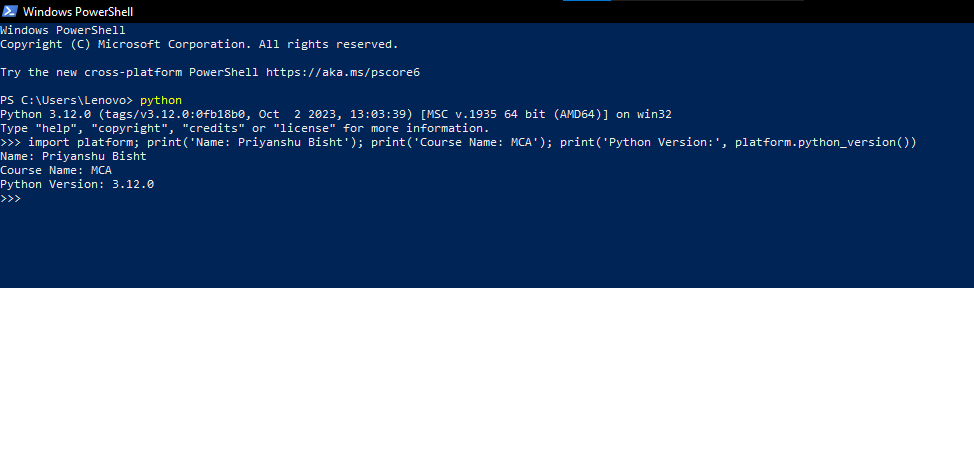 Windows PowerShell
Windows PowerShell
Copyright (C) Microsoft Corporation. All rights reserved.
Try the new cross-platform PowerShell https://aka.ms/pscore6
PS C:\Users\Lenovo> python
Python 3.12.0 (tags/v3.12.0:0fb18b0, Oct  2 2023, 13:03:39) [MSC v.1935 64 bit (AMD64)] on win32
Type "help", "copyright", "credits" or "license" for more information.
>>> import platform; print('Name: Priyanshu Bisht'); print('Course Name: MCA'); print('Python Version:', platform.python_version())
Name: Priyanshu Bisht
Course Name: MCA
Python Version: 3.12.0
>>>